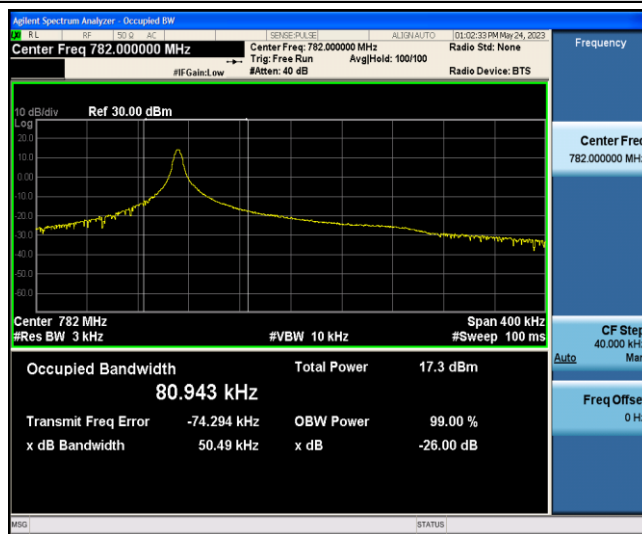 Agilent Spectrum Analyzer - Occupied BW
RL RF 50 Ω AC SENSE:PULSE ALIGN AUTO 01:02:33 PM May 24, 2023
Center Freq 782.000000 MHz
Center Freq: 782.000000 MHz
Radio Std: None
Trig: Free Run Avg|Hold: 100/100
#IFGain:Low #Atten: 40 dB Radio Device: BTS
Frequency
10 dB/div Ref 30.00 dBm
Log
20.0
10.0
0.00
-10.0
-20.0
-30.0
-40.0
-50.0
-60.0
Center 782 MHz Span 400 kHz
#Res BW 3 kHz #VBW 10 kHz #Sweep 100 ms
Occupied Bandwidth Total Power 17.3 dBm
80.943 kHz
Transmit Freq Error -74.294 kHz OBW Power 99.00 %
x dB Bandwidth 50.49 kHz x dB -26.00 dB
Center Freq
782.000000 MHz
CF Step
40.000 kHz
Auto Man
Freq Offse
0 Hz
MSG STATUS